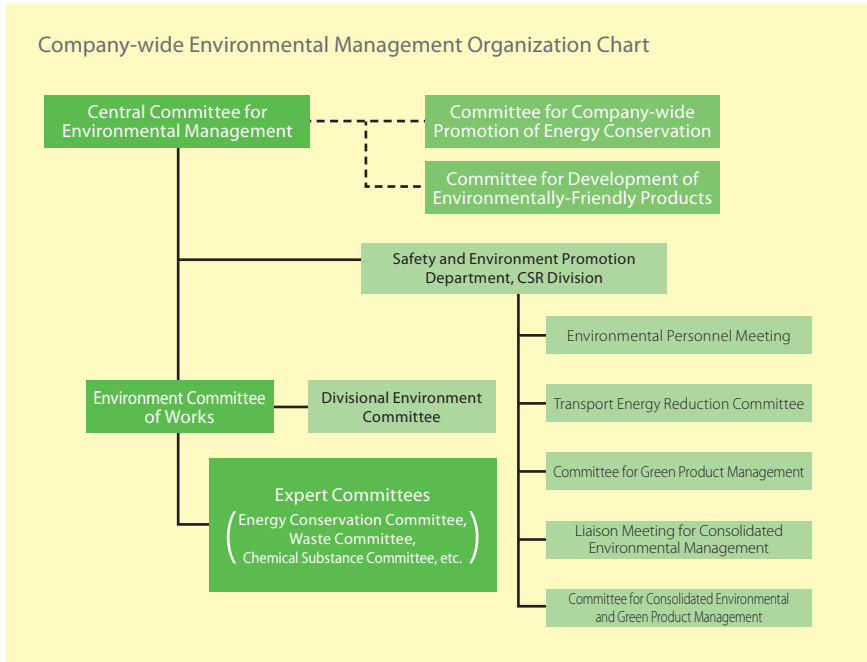 Company-wide Environmental Management Organization Chart
Central Committee for
Environmental Management
Committee for Company-wide
Promotion of Energy Conservation
Committee for Development of
Environmentally-Friendly Products
Safety and Environment Promotion
Department, CSR Division
Environmental Personnel Meeting
Environment Committee
of Works
Divisional Environment
Committee
Transport Energy Reduction Committee
Expert Committees
(Energy Conservation Committee,
Waste Committee,
Chemical Substance Committee, etc.)
Committee for Green Product Management
Liaison Meeting for Consolidated
Environmental Management
Committee for Consolidated Environmental
and Green Product Management